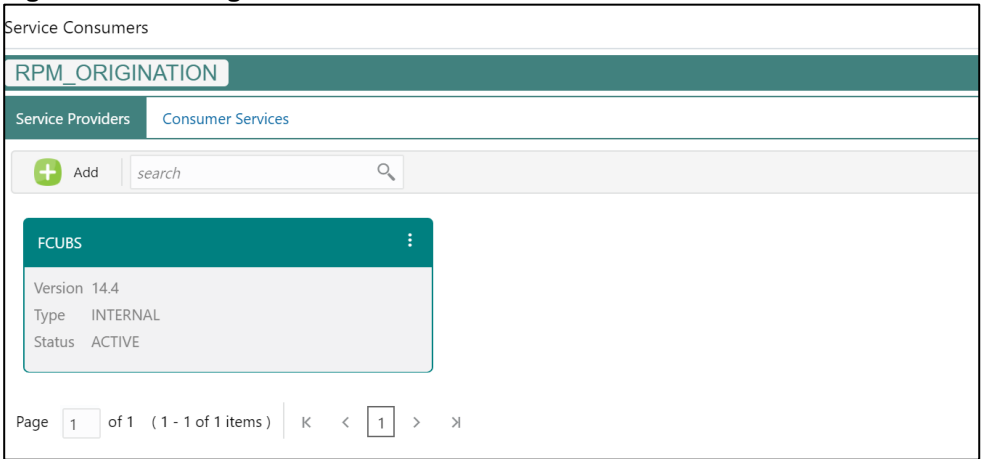 Service Consumers
RPM_ORIGINATION
Service Providers Consumer Services
Add search
FCUBS
Version 14.4
Type INTERNAL
Status ACTIVE
Page 1 of 1 ( 1 - 1 of 1 items ) 1